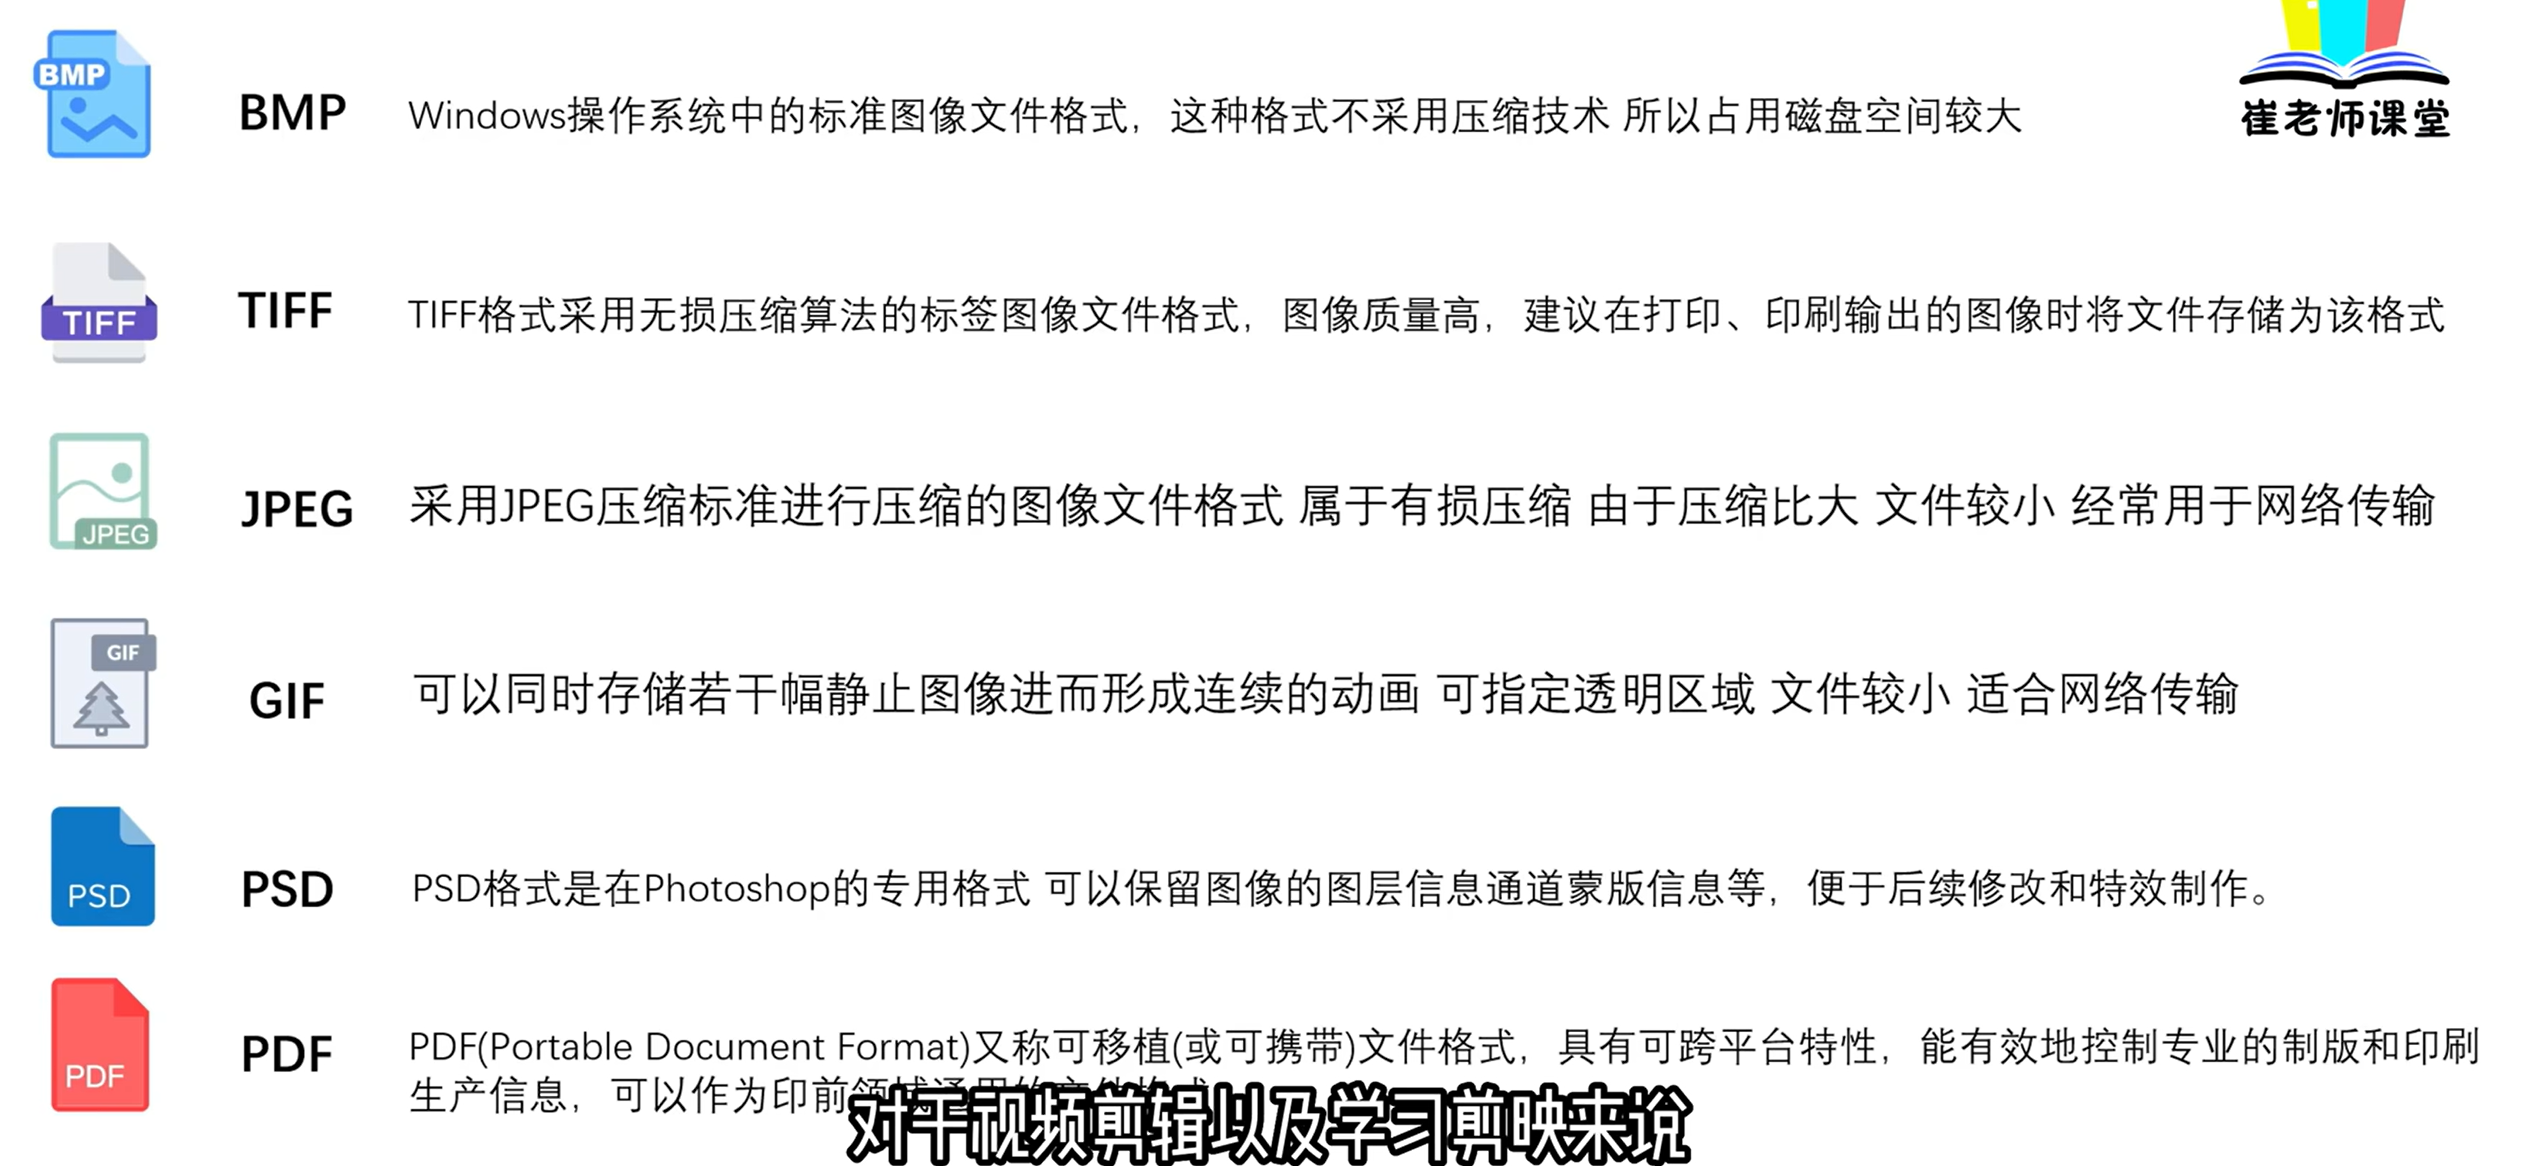 BMP
BMP Windows操作系统中的标准图像文件格式，这种格式不采用压缩技术 所以占用磁盘空间较大
崔老师课堂
TIFF
TIFF TIFF格式采用无损压缩算法的标签图像文件格式，图像质量高，建议在打印、印刷输出的图像时将文件存储为该格式
JPEG
JPEG 采用JPEG压缩标准进行压缩的图像文件格式 属于有损压缩 由于压缩比大 文件较小 经常用于网络传输
GIF
GIF 可以同时存储若干幅静止图像进而形成连续的动画 可指定透明区域 文件较小 适合网络传输
PSD
PSD PSD格式是在Photoshop的专用格式 可以保留图像的图层信息通道蒙版信息等，便于后续修改和特效制作。
PDF
PDF PDF(Portable Document Format)又称可移植(或可携带)文件格式，具有可跨平台特性，能有效地控制专业的制版和印刷
生产信息，可以作为印前领域通用的文件格式
对于视频剪辑以及学习剪映来说